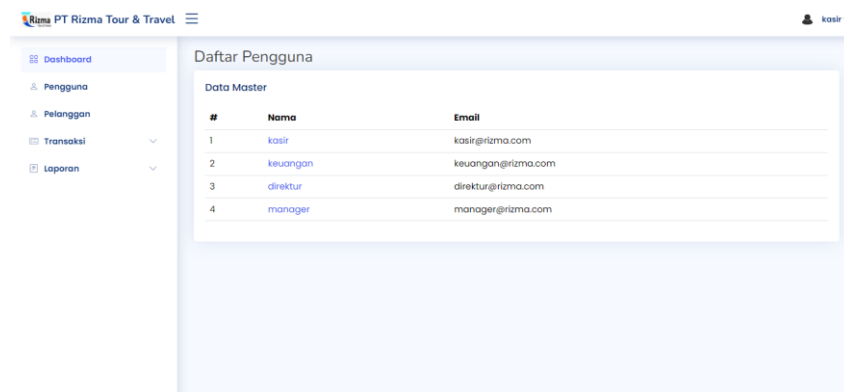 Rizma PT Rizma Tour & Travel kasir
Dashboard
Pengguna
Pelanggan
Transaksi
Laporan
Daftar Pengguna
Data Master
# Nama Email
1 kasir kasir@rizma.com
2 keuangan keuangan@rizma.com
3 direktur direktur@rizma.com
4 manager manager@rizma.com